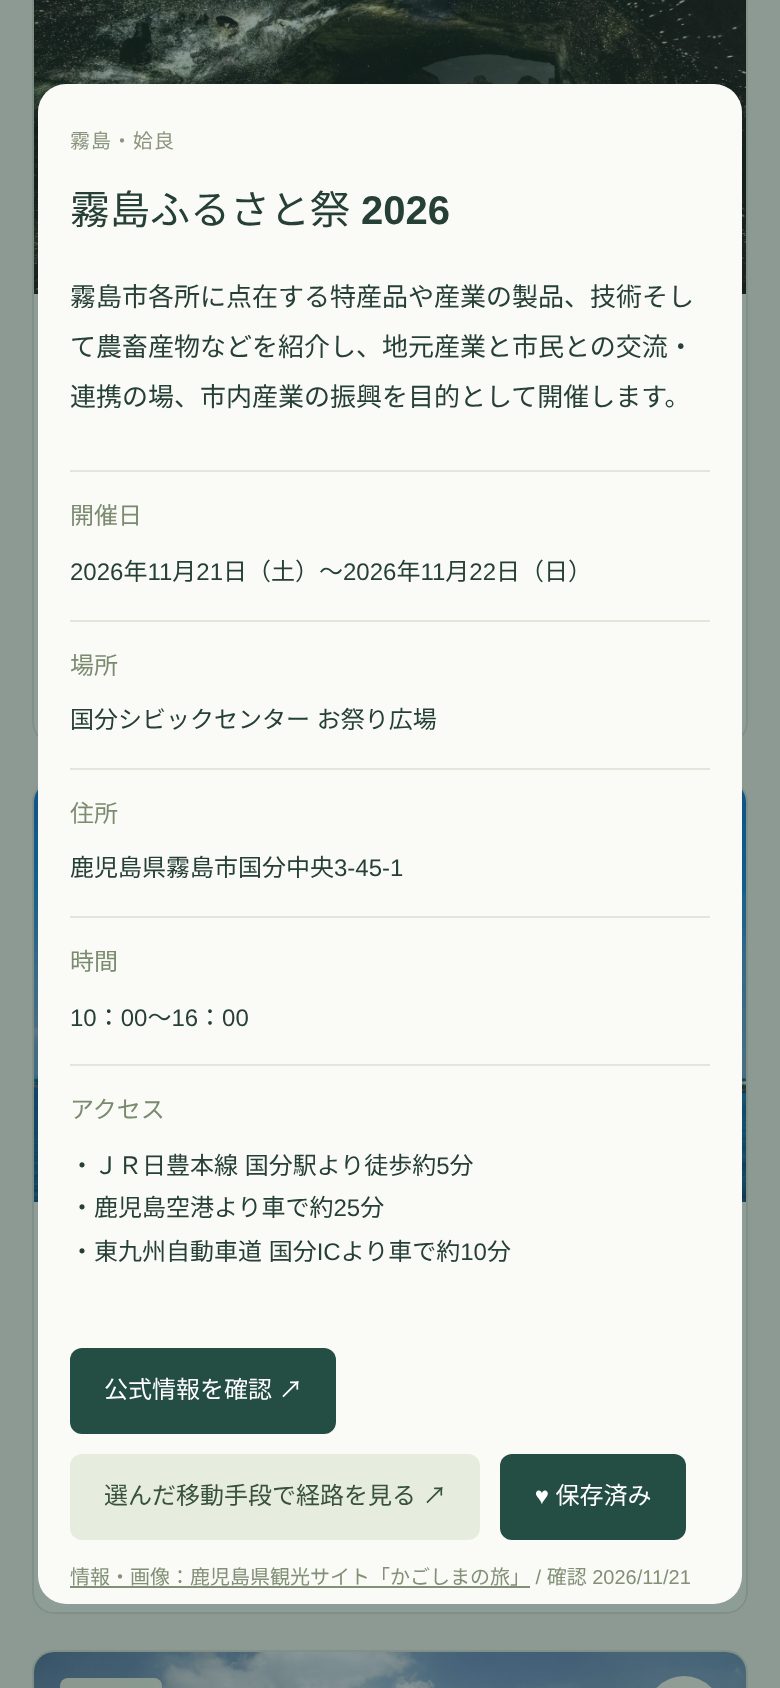 霧島・姶良
霧島ふるさと祭 2026
霧島市各所に点在する特産品や産業の製品、技術そし
て農畜産物などを紹介し、地元産業と市民との交流・
連携の場、市内産業の振興を目的として開催します。
開催日
2026年11月21日（土）～2026年11月22日（日）
場所
国分シビックセンター お祭り広場
住所
鹿児島県霧島市国分中央3-45-1
時間
10：00～16：00
アクセス
・ＪＲ日豊本線 国分駅より徒歩約5分
・鹿児島空港より車で約25分
・東九州自動車道 国分ICより車で約10分
公式情報を確認 ↗
選んだ移動手段で経路を見る ↗
♥ 保存済み
情報・画像：鹿児島県観光サイト「かごしまの旅」 / 確認 2026/11/21